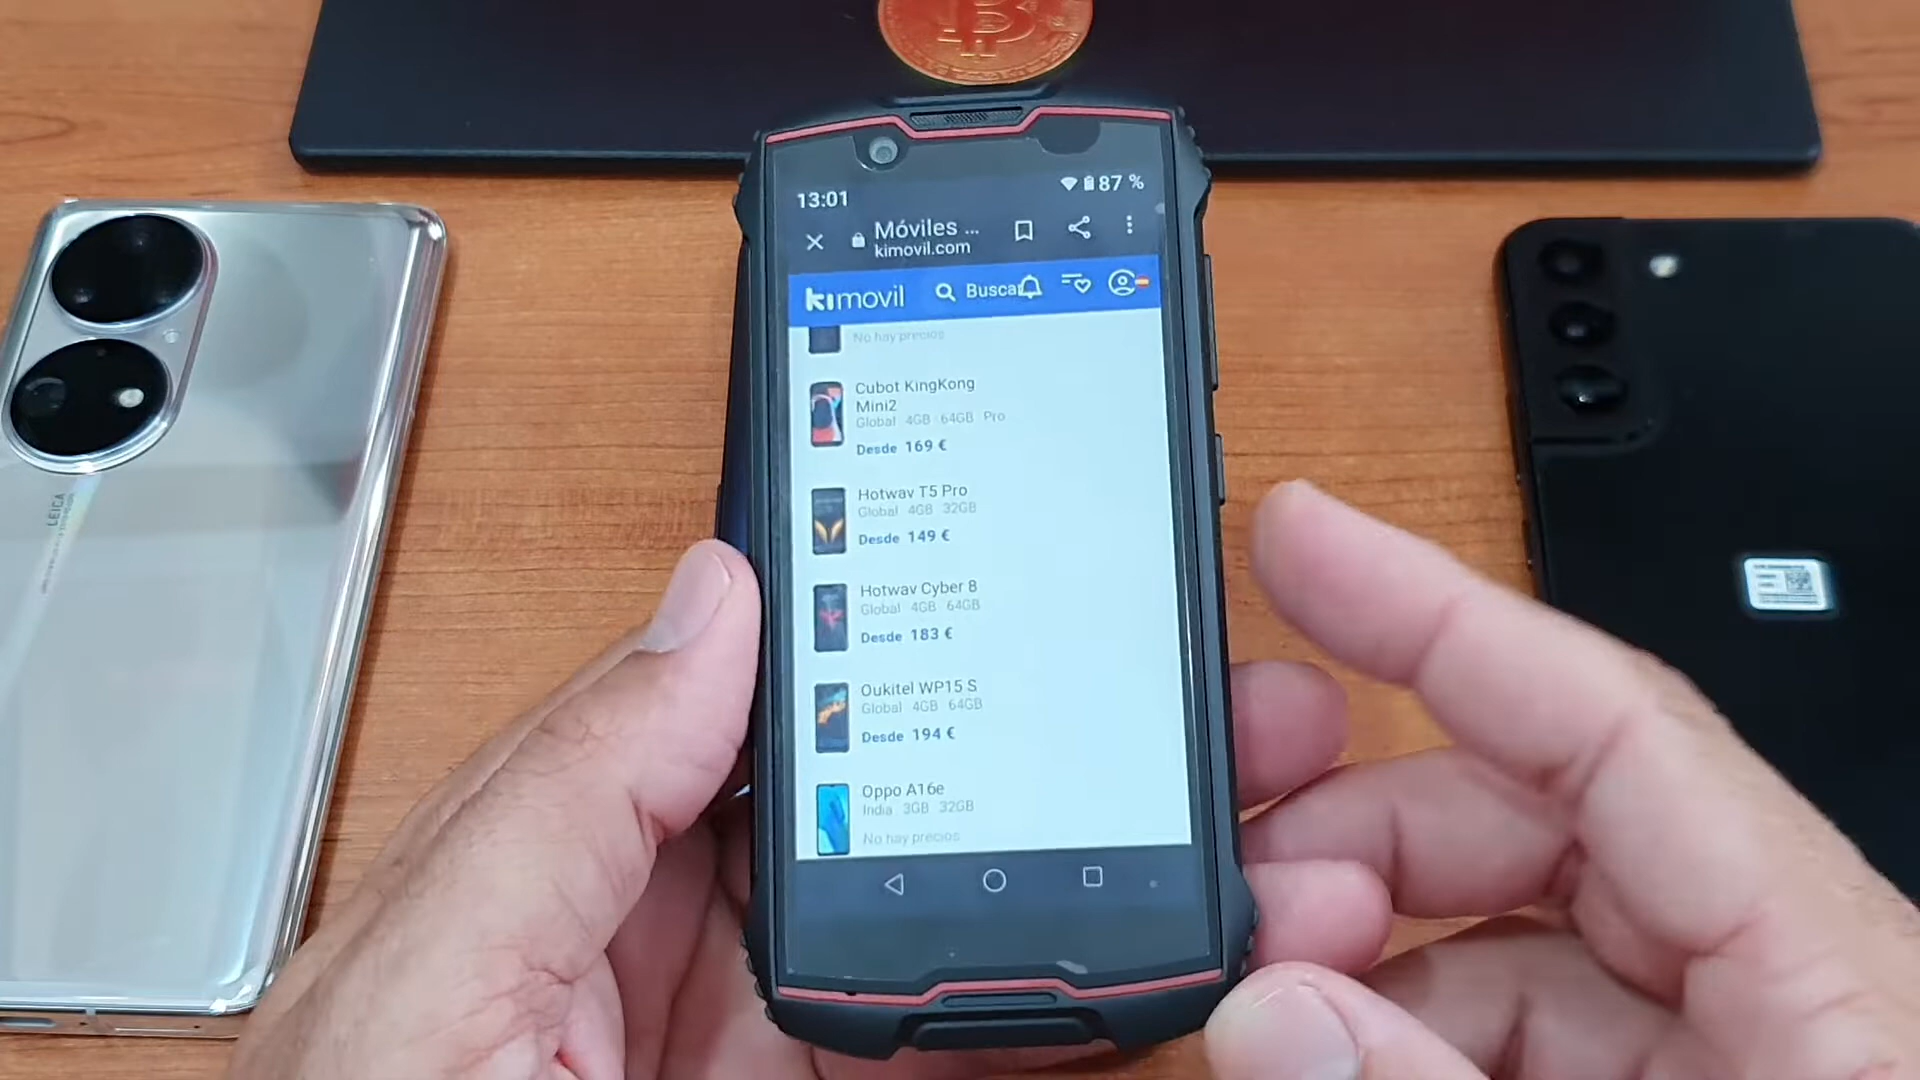 13:01
87 %
Móviles ...
kimovil.com
kimovil
Buscar
No hay precios
Cubot KingKong
Mini2
Global 4GB 64GB Pro
Desde 169 €
Hotwav T5 Pro
Global 4GB 32GB
Desde 149 €
Hotwav Cyber 8
Global 4GB 64GB
Desde 183 €
Oukitel WP15 S
Global 4GB 64GB
Desde 194 €
Oppo A16e
India 3GB 32GB
No hay precios
LEICA